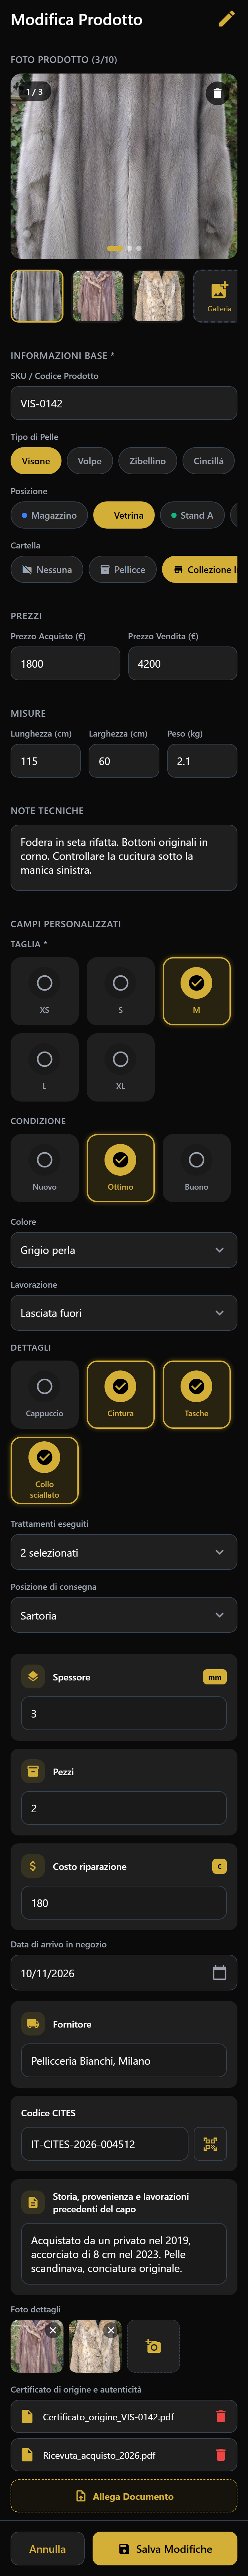 Modifica Prodotto
FOTO PRODOTTO (3/10)
1 / 3
Galleria
INFORMAZIONI BASE *
SKU / Codice Prodotto
VIS-0142
Tipo di Pelle
Visone
Volpe
Zibellino
Cincillà
Posizione
Magazzino
Vetrina
Stand A
Cartella
Nessuna
Pellicce
Collezione
PREZZI
Prezzo Acquisto (€)
Prezzo Vendita (€)
1800
4200
MISURE
Lunghezza (cm)
Larghezza (cm)
Peso (kg)
115
60
2.1
NOTE TECNICHE
Fodera in seta rifatta. Bottoni originali in
corno. Controllare la cucitura sotto la
manica sinistra.
CAMPI PERSONALIZZATI
TAGLIA *
XS
S
M
L
XL
CONDIZIONE
Nuovo
Ottimo
Buono
Colore
Grigio perla
Lavorazione
Lasciata fuori
DETTAGLI
Cappuccio
Cintura
Tasche
Collo
sciallato
Trattamenti eseguiti
2 selezionati
Posizione di consegna
Sartoria
Spessore
mm
3
Pezzi
2
Costo riparazione
€
180
Data di arrivo in negozio
10/11/2026
Fornitore
Pellicceria Bianchi, Milano
Codice CITES
IT-CITES-2026-004512
Storia, provenienza e lavorazioni
precedenti del capo
Acquistato da un privato nel 2019,
accorciato di 8 cm nel 2023. Pelle
scandinava, conciatura originale.
Foto dettagli
Certificato di origine e autenticità
Certificato_origine_VIS-0142.pdf
Ricevuta_acquisto_2026.pdf
Allega Documento
Annulla
Salva Modifiche